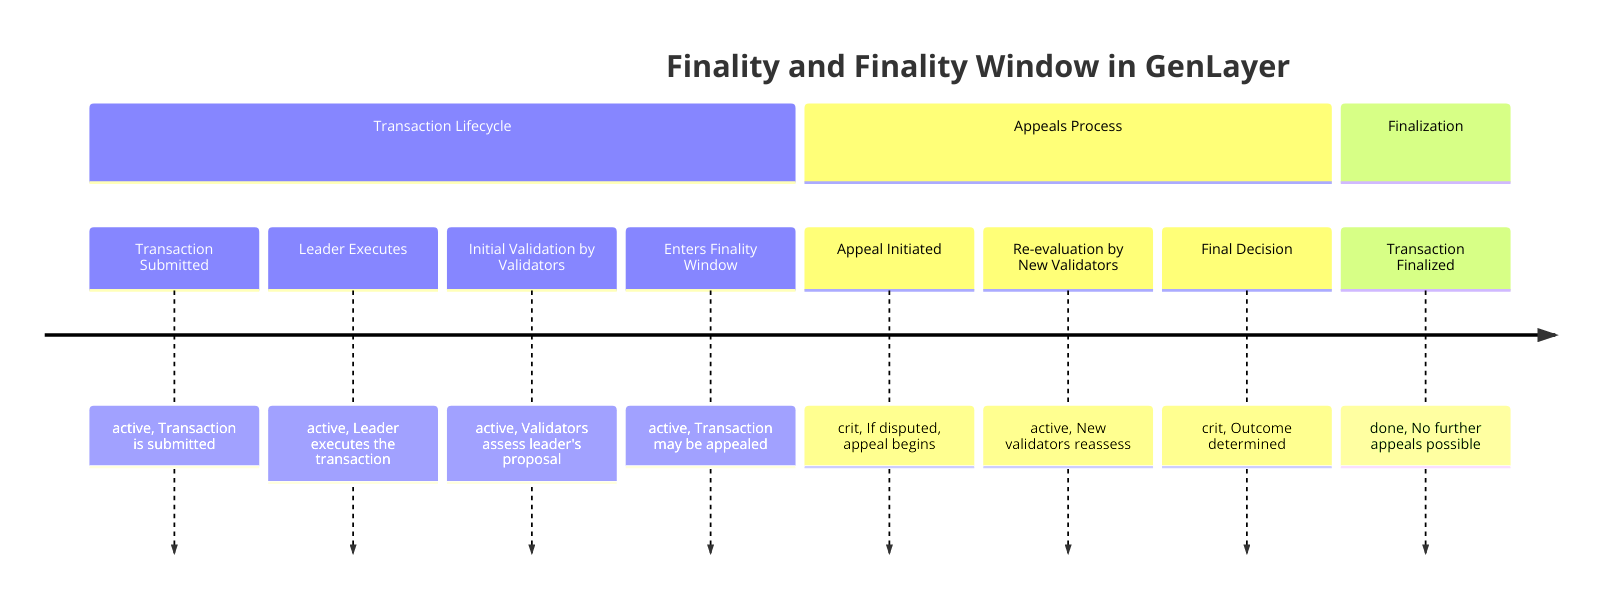 Finality and Finality Window in GenLayer
Transaction Lifecycle
Appeals Process
Finalization
Transaction
Submitted
Leader Executes
Initial Validation by
Validators
Enters Finality
Window
Appeal Initiated
Re-evaluation by
New Validators
Final Decision
Transaction
Finalized
active, Transaction
is submitted
active, Leader
executes the
transaction
active, Validators
assess leader's
proposal
active, Transaction
may be appealed
crit, If disputed,
appeal begins
active, New
validators reassess
crit, Outcome
determined
done, No further
appeals possible